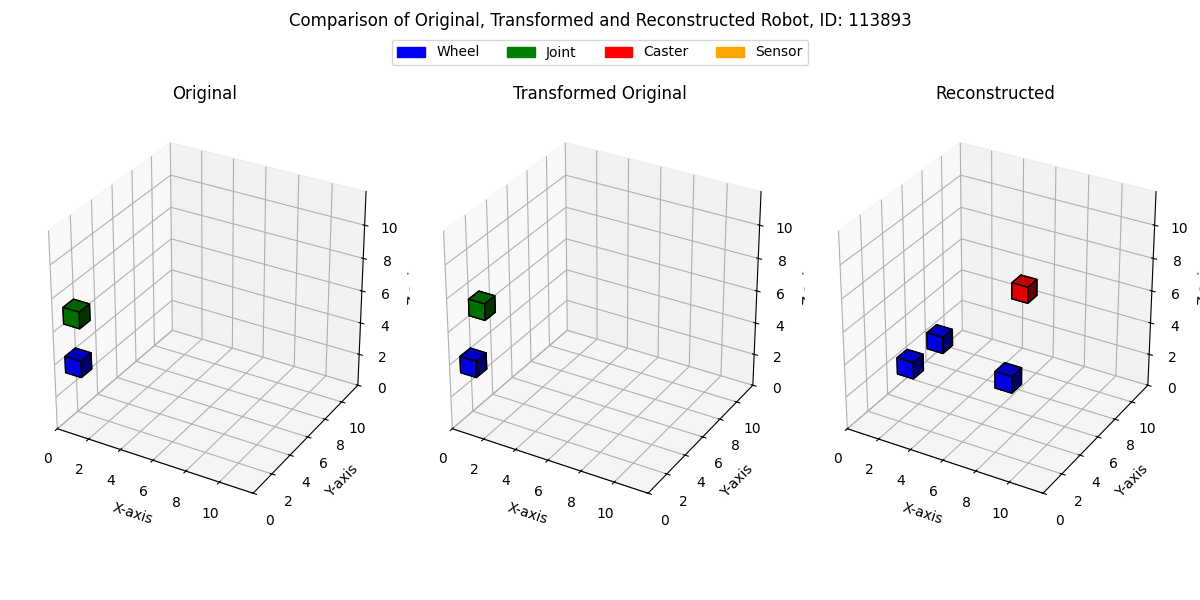 Comparison of Original, Transformed and Reconstructed Robot, ID: 113893
Wheel Joint Caster Sensor
Original
Transformed Original
Reconstructed
0 2 4 6 8 10
X-axis
0 2 4 6 8 10
Y-axis
0 2 4 6 8 10
0 2 4 6 8 10
X-axis
0 2 4 6 8 10
Y-axis
0 2 4 6 8 10
0 2 4 6 8 10
X-axis
0 2 4 6 8 10
Y-axis
0 2 4 6 8 10